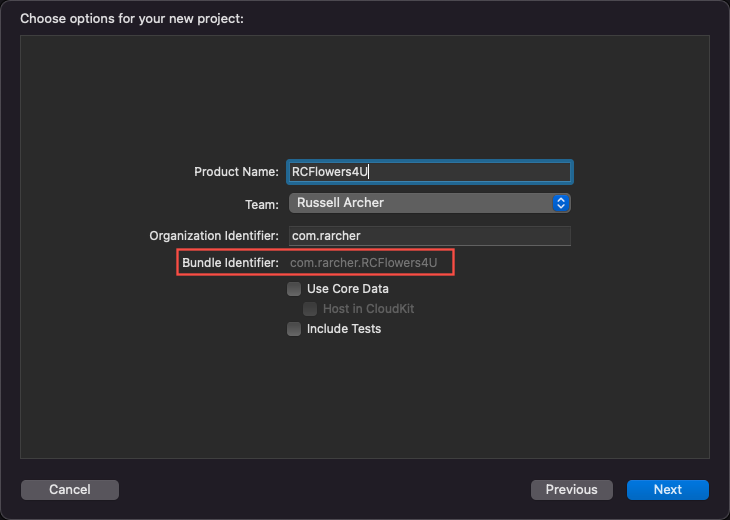 Choose options for your new project:
Product Name: RCFlowers4U
Team: Russell Archer
Organization Identifier: com.rarcher
Bundle Identifier: com.rarcher.RCFlowers4U
Use Core Data
Host in CloudKit
Include Tests
Cancel Previous Next